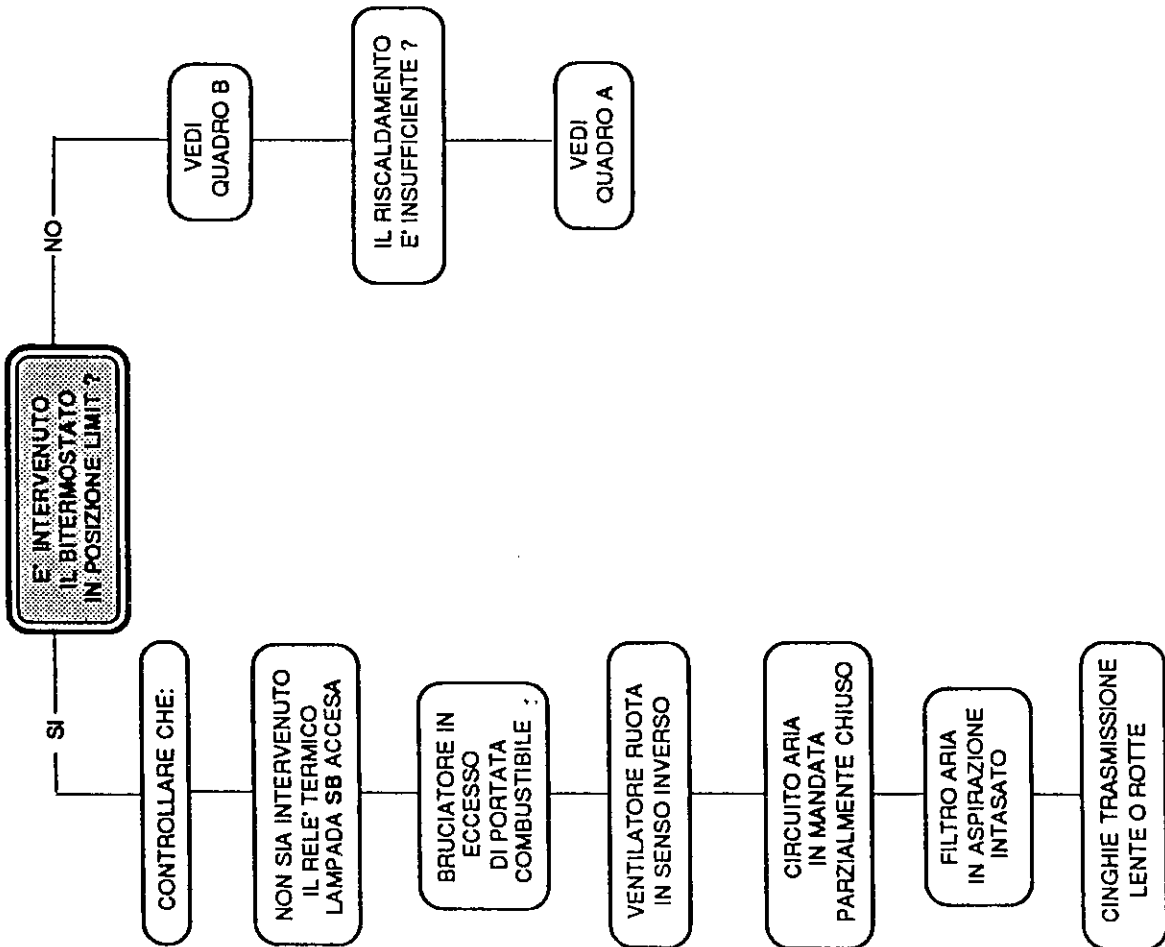 E' INTERVENUTO
IL BITERMOSTATO
IN POSIZIONE LIMIT ?
SI
NO
CONTROLLARE CHE:
NON SIA INTERVENUTO
IL RELE' TERMICO
LAMPADA SB ACCESA
BRUCIATORE IN
ECCESSO
DI PORTATA
COMBUSTIBILE ;
VENTILATORE RUOTA
IN SENSO INVERSO
CIRCUITO ARIA
IN MANDATA
PARZIALMENTE CHIUSO
FILTRO ARIA
IN ASPIRAZIONE
INTASATO
CINGHIE TRASMISSIONE
LENTE O ROTTE
VEDI
QUADRO B
IL RISCALDAMENTO
E' INSUFFICIENTE ?
VEDI
QUADRO A